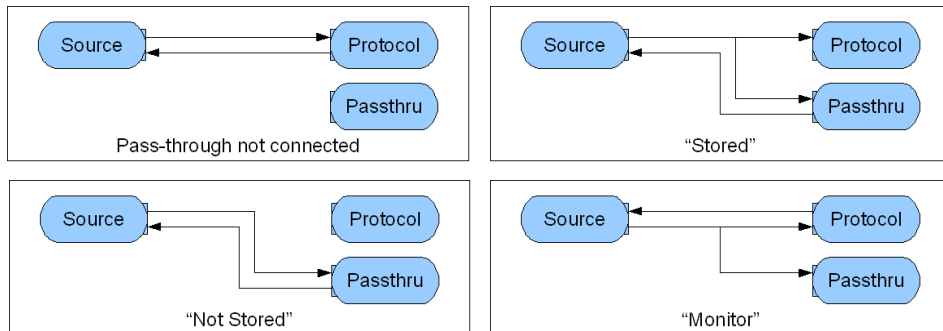 Source
Protocol
Passthru
Pass-through not connected
Source
Protocol
Passthru
“Stored”
Source
Protocol
Passthru
“Not Stored”
Source
Protocol
Passthru
“Monitor”